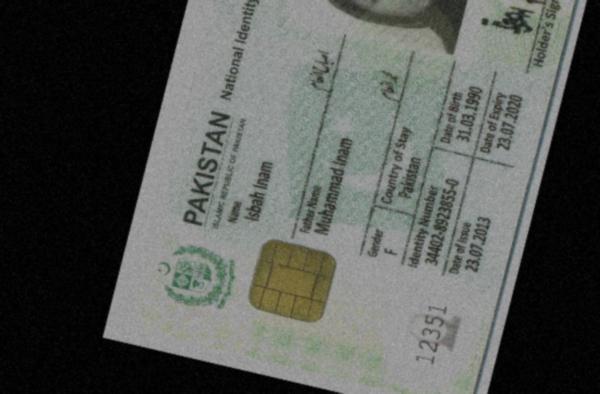 PAKISTAN National Identity
ISLAMIC REPUBLIC OF PAKISTAN
Name
Isbah Inam
Father Name
Muhammad Inam
Gender
F
Country of Stay
Pakistan
Identity Number
34402-8923855-0
Date of Birth
31.03.1990
Date of Issue
23.07.2013
Date of Expiry
23.07.2020
Holder's Sign
12351